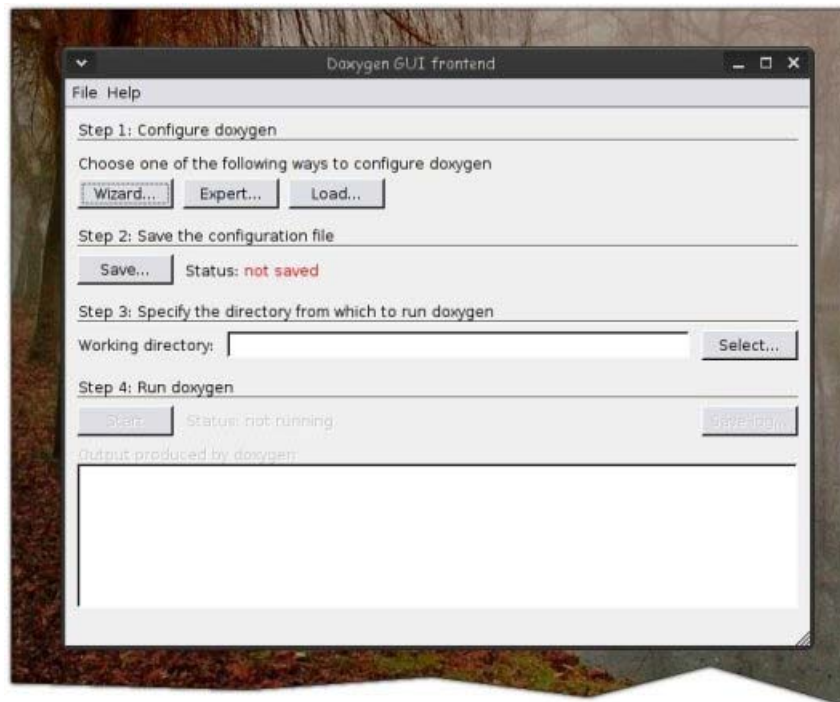 Doxygen GUI frontend
File Help
Step 1: Configure doxygen
Choose one of the following ways to configure doxygen
Wizard... Expert... Load...
Step 2: Save the configuration file
Save... Status: not saved
Step 3: Specify the directory from which to run doxygen
Working directory: Select...
Step 4: Run doxygen
Start Status: not running Save log...
Output produced by doxygen